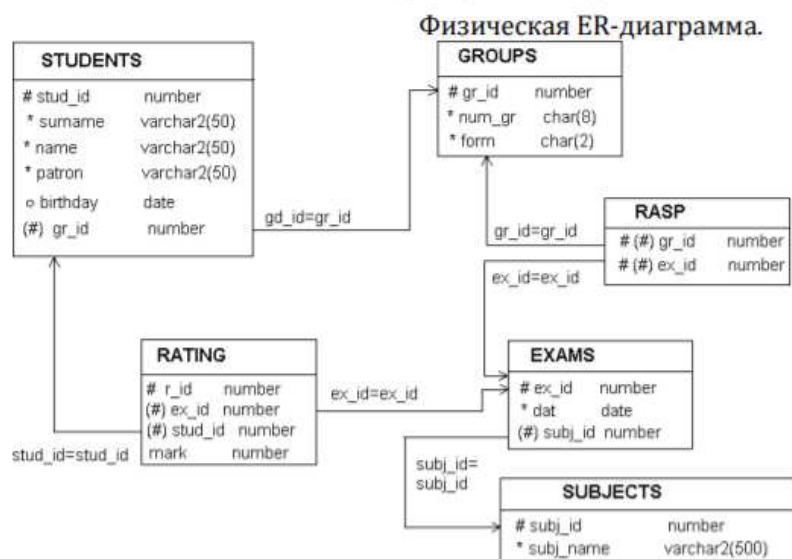 Физическая ER-диаграмма.
STUDENTS
# stud_id number
* surname varchar2(50)
* name varchar2(50)
* patron varchar2(50)
o birthday date
(#) gr_id number
GROUPS
# gr_id number
* num_gr char(8)
* form char(2)
gd_id=gr_id
gr_id=gr_id
RASP
# (#) gr_id number
# (#) ex_id number
ex_id=ex_id
RATING
# r_id number
(#) ex_id number
(#) stud_id number
mark number
ex_id=ex_id
EXAMS
# ex_id number
* dat date
(#) subj_id number
stud_id=stud_id
subj_id=
subj_id
SUBJECTS
# subj_id number
* subj_name varchar2(500)